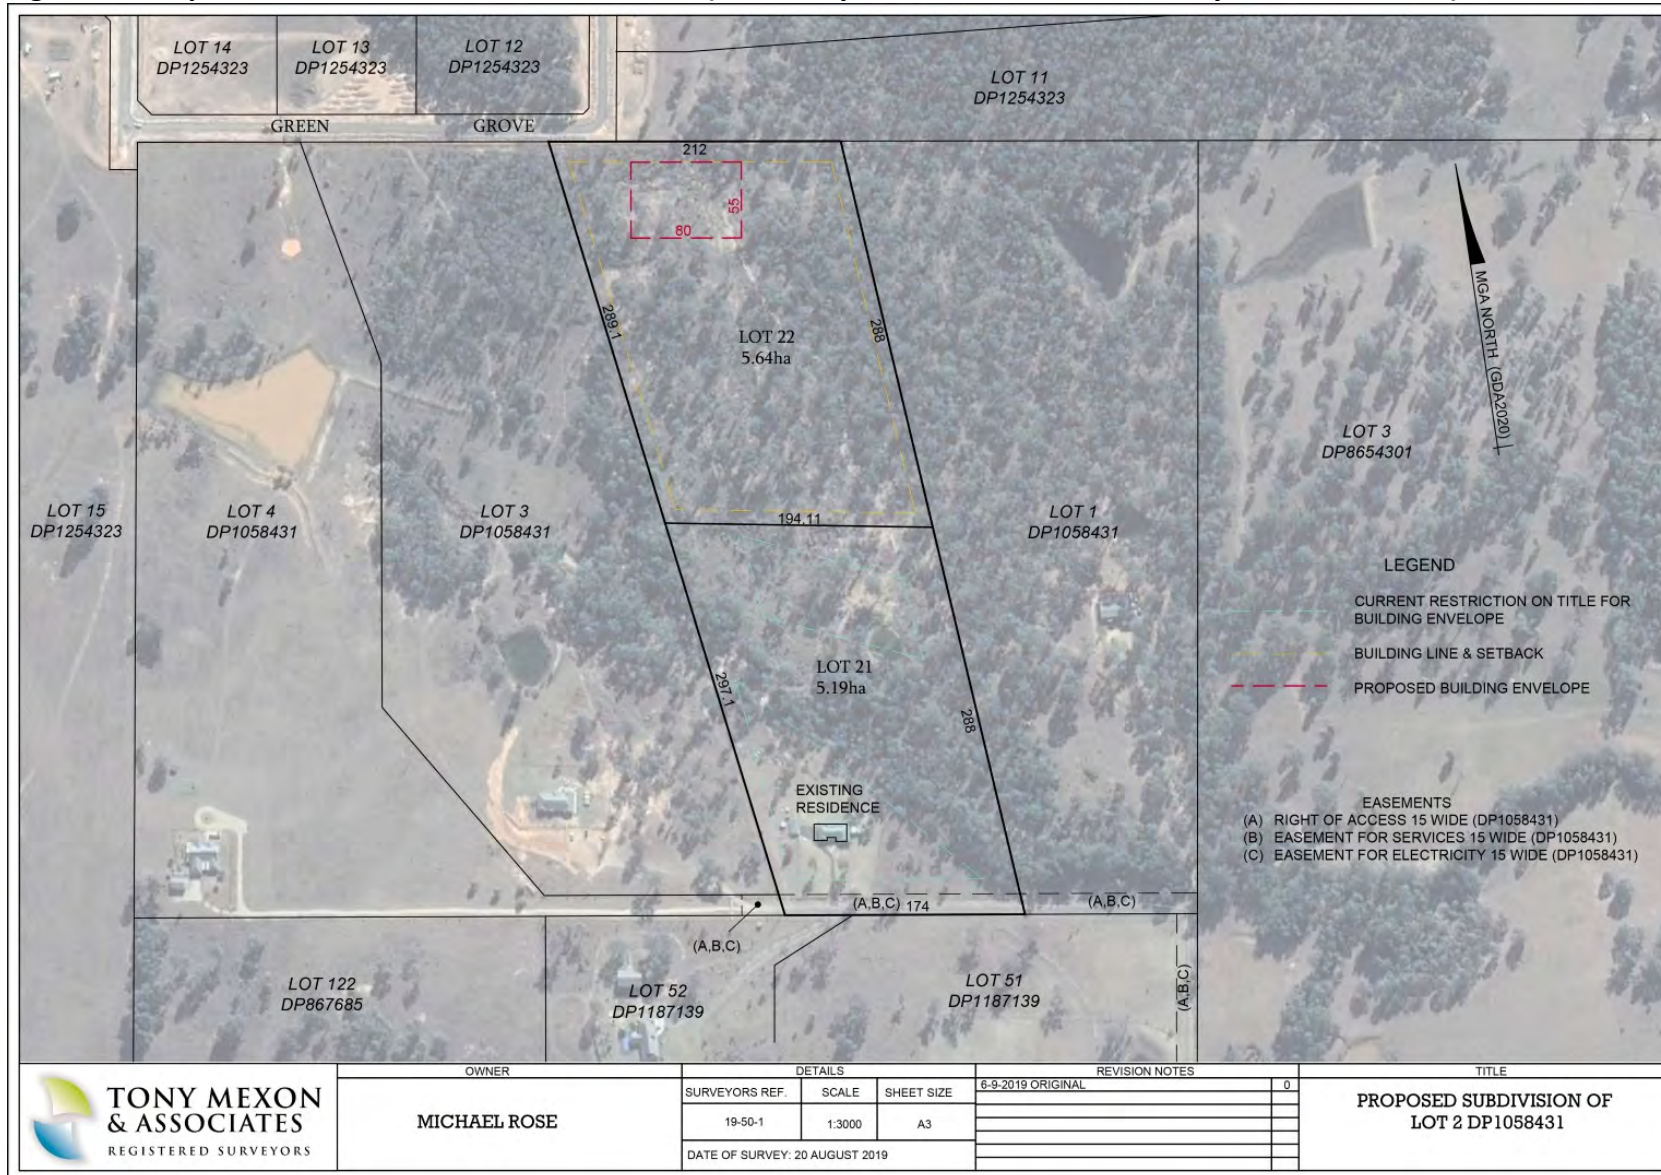 LOT 14
DP1254323
LOT 13
DP1254323
LOT 12
DP1254323
LOT 11
DP1254323
GREEN GROVE
212
80
55
289.1
288
LOT 22
5.64ha
MGA NORTH (GDA2020)
LOT 3
DP8654301
LOT 15
DP1254323
LOT 4
DP1058431
LOT 3
DP1058431
194.11
LOT 1
DP1058431
LEGEND
CURRENT RESTRICTION ON TITLE FOR
BUILDING ENVELOPE
BUILDING LINE & SETBACK
PROPOSED BUILDING ENVELOPE
LOT 21
5.19ha
297.1
288
EXISTING
RESIDENCE
EASEMENTS
(A) RIGHT OF ACCESS 15 WIDE (DP1058431)
(B) EASEMENT FOR SERVICES 15 WIDE (DP1058431)
(C) EASEMENT FOR ELECTRICITY 15 WIDE (DP1058431)
(A,B,C) 174
(A,B,C)
(A,B,C)
(A,B,C)
LOT 122
DP867685
LOT 52
DP1187139
LOT 51
DP1187139
TONY MEXON
& ASSOCIATES
REGISTERED SURVEYORS
OWNER
MICHAEL ROSE
DETAILS
SURVEYORS REF. SCALE SHEET SIZE
19-50-1 1:3000 A3
DATE OF SURVEY: 20 AUGUST 2019
REVISION NOTES
6-9-2019 ORIGINAL 0
TITLE
PROPOSED SUBDIVISION OF
LOT 2 DP1058431